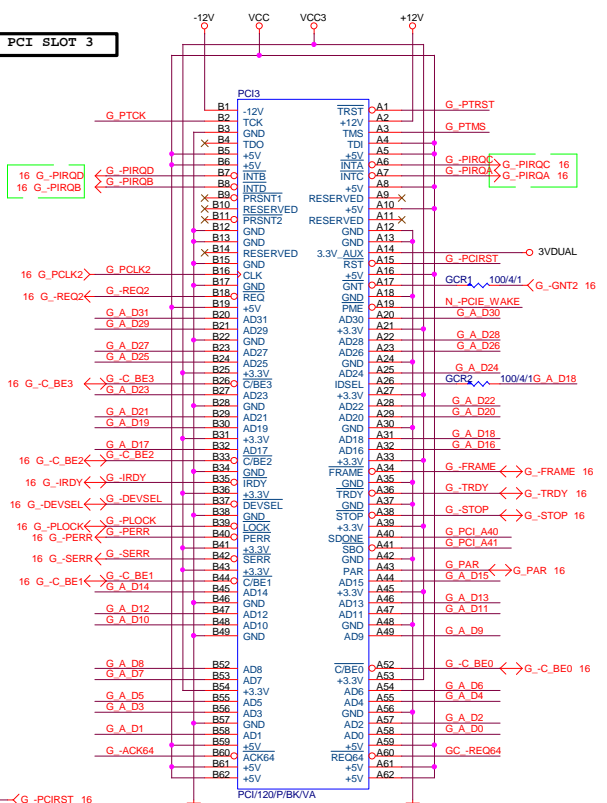 -12V VCC VCC3 +12V
PCI SLOT 3
PCI3
B1 -12V TRST A1 G_-PTRST
G_PTCK B2 TCK +12V A2
B3 GND TMS A3 G_PTMS
B4 TDO TDI A4
B5 +5V +5V A5
B6 +5V INTA A6 G_-PIRQC G_-PIRQC 16
16 G_-PIRQD G_-PIRQD B7 INTB INTC A7 G_-PIRQA G_-PIRQA 16
16 G_-PIRQB G_-PIRQB B8 INTD +5V A8
B9 PRSNT1 RESERVED A9
B10 RESERVED +5V A10
B11 PRSNT2 RESERVED A11
B12 GND GND A12
B13 GND GND A13
B14 RESERVED 3.3V_AUX A14 3VDUAL
B15 GND RST A15 G_-PCIRST
16 G_PCLK2 G_PCLK2 B16 CLK +5V A16
B17 GND GNT A17 GCR1 100/4/1 G_-GNT2 16
16 G_-REQ2 G_-REQ2 B18 REQ GND A18
B19 +5V PME A19 N_-PCIE_WAKE
G_A_D31 B20 AD31 AD30 A20 G_A_D30
G_A_D29 B21 AD29 +3.3V A21
B22 GND AD28 A22 G_A_D28
G_A_D27 B23 AD27 AD26 A23 G_A_D26
G_A_D25 B24 AD25 GND A24
B25 +3.3V AD24 A25 G_A_D24
16 G_-C_BE3 G_-C_BE3 B26 C/BE3 IDSEL A26 GCR2 100/4/1 G_A_D18
G_A_D23 B27 AD23 +3.3V A27
B28 GND AD22 A28 G_A_D22
G_A_D21 B29 AD21 AD20 A29 G_A_D20
G_A_D19 B30 AD19 GND A30
B31 +3.3V AD18 A31 G_A_D18
G_A_D17 B32 AD17 AD16 A32 G_A_D16
16 G_-C_BE2 G_-C_BE2 B33 C/BE2 +3.3V A33
B34 GND FRAME A34 G_-FRAME G_-FRAME 16
16 G_-IRDY G_-IRDY B35 IRDY GND A35
B36 +3.3V TRDY A36 G_-TRDY G_-TRDY 16
16 G_-DEVSEL G_-DEVSEL B37 DEVSEL GND A37
B38 GND STOP A38 G_-STOP G_-STOP 16
16 G_-PLOCK G_-PLOCK B39 LOCK +3.3V A39
16 G_-PERR G_-PERR B40 PERR SDONE A40 G_PCI_A40
B41 +3.3V SBO A41 G_PCI_A41
16 G_-SERR G_-SERR B42 SERR GND A42
B43 +3.3V PAR A43 G_PAR G_PAR 16
16 G_-C_BE1 G_-C_BE1 B44 C/BE1 AD15 A44 G_A_D15
G_A_D14 B45 AD14 +3.3V A45
B46 GND AD13 A46 G_A_D13
G_A_D12 B47 AD12 AD11 A47 G_A_D11
G_A_D10 B48 AD10 GND A48
B49 GND AD9 A49 G_A_D9
G_A_D8 B52 AD8 C/BE0 A52 G_-C_BE0 G_-C_BE0 16
G_A_D7 B53 AD7 +3.3V A53
B54 +3.3V AD6 A54 G_A_D6
G_A_D5 B55 AD5 AD4 A55 G_A_D4
G_A_D3 B56 AD3 GND A56
B57 GND AD2 A57 G_A_D2
G_A_D1 B58 AD1 AD0 A58 G_A_D0
B59 +5V +5V A59
G_-ACK64 B60 ACK64 REQ64 A60 GC_-REQ64
B61 +5V +5V A61
B62 +5V +5V A62
PCI/120/P/BK/VA
G_-PCIRST 16